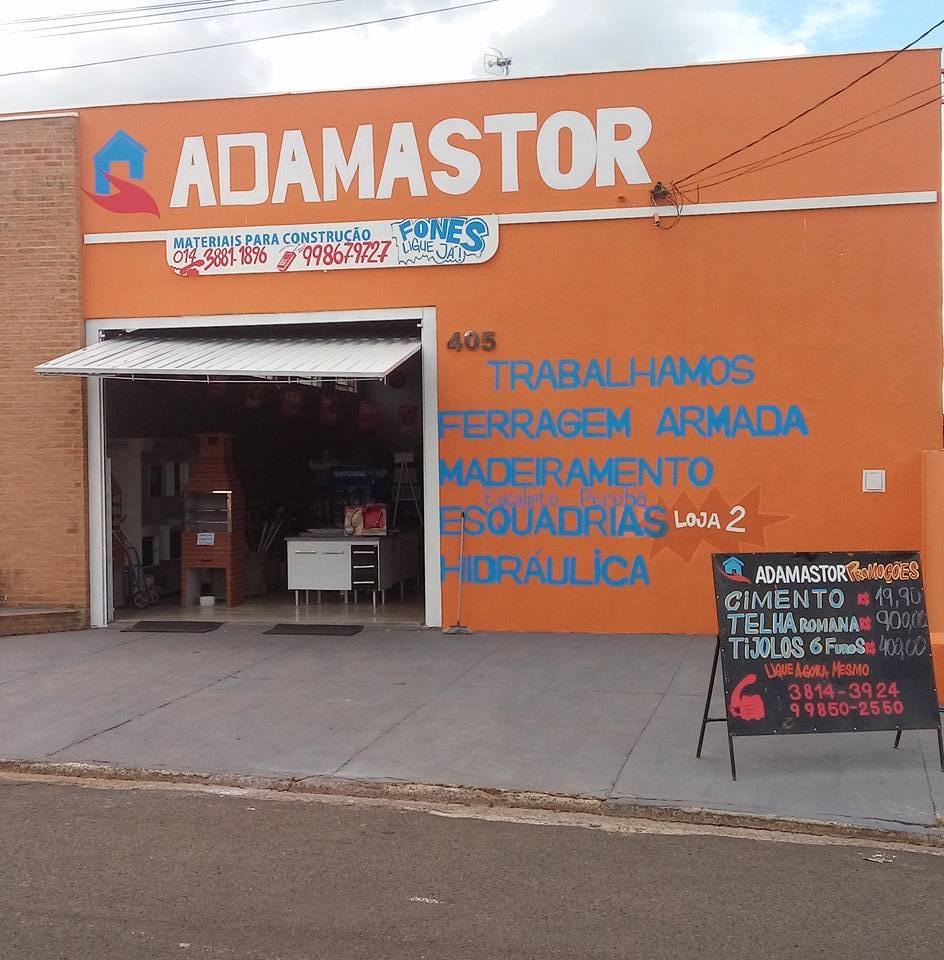 ADAMASTOR
MATERIAIS PARA CONSTRUÇÃO
014 3881-1896 998679727
FONES
LIGUE JÁ!
405
TRABALHAMOS
FERRAGEM ARMADA
MADEIRAMENTO
Eucalipto Peroba
ESQUADRIAS
LOJA 2
HIDRÁULICA
ADAMASTOR PROMOÇÕES
CIMENTO R$ 19,90
TELHA ROMANA R$ 900,00
TIJOLOS 6 FUROS R$ 400,00
LIGUE AGORA MESMO
3814-3924
99850-2550